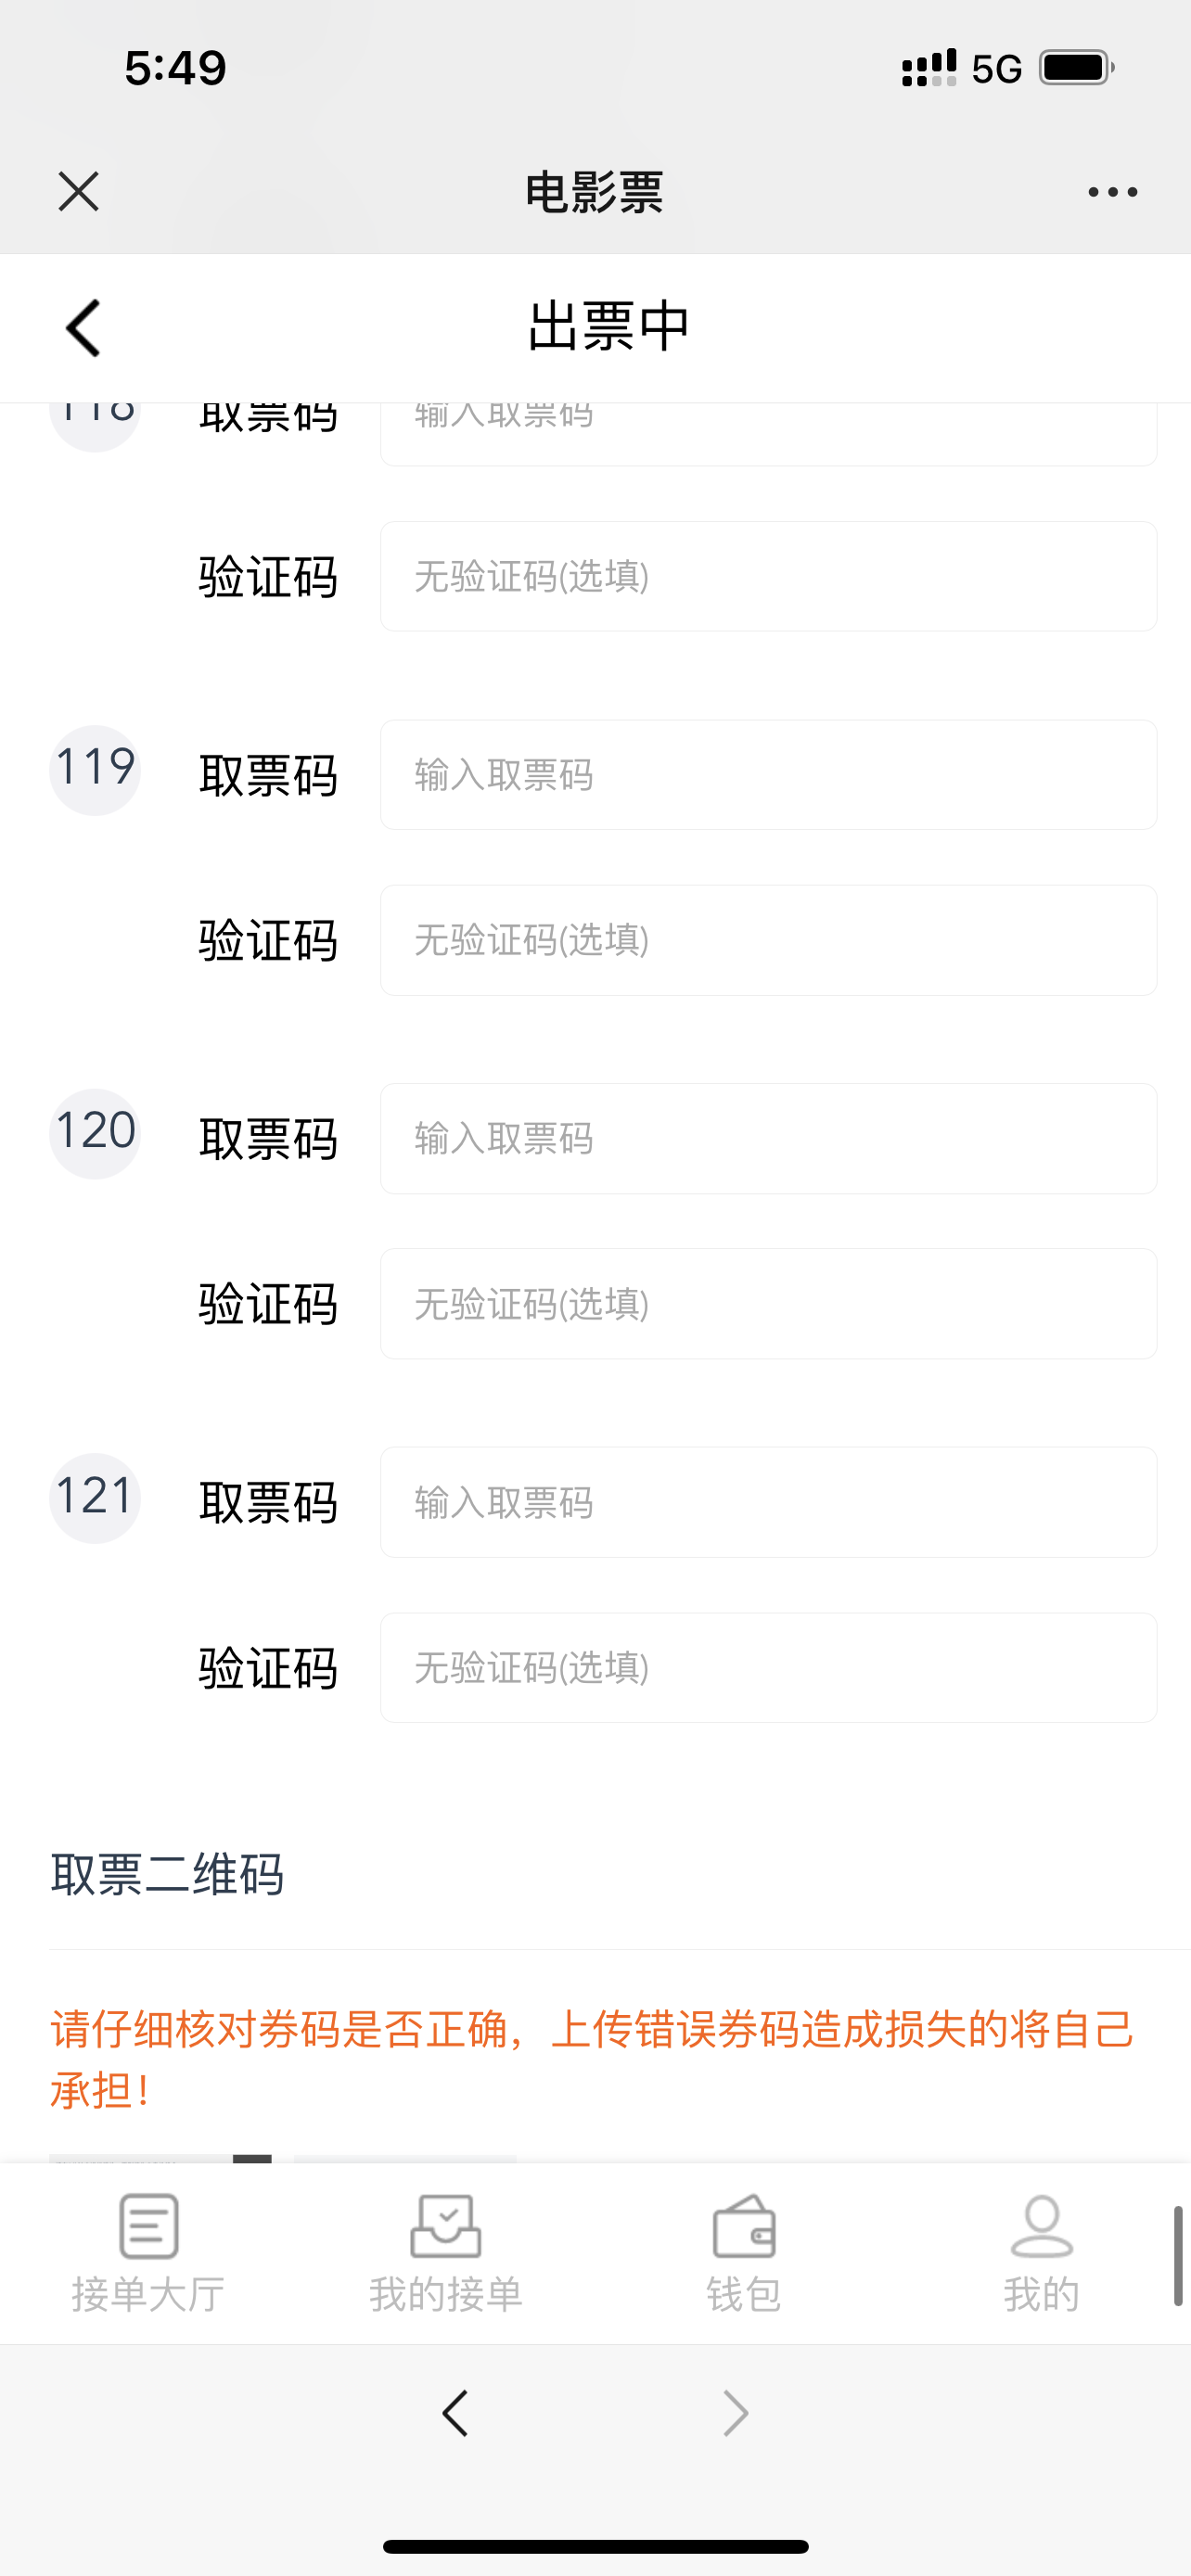 5:49
5G
电影票
出票中
118 取票码 输入取票码
验证码 无验证码(选填)
119 取票码 输入取票码
验证码 无验证码(选填)
120 取票码 输入取票码
验证码 无验证码(选填)
121 取票码 输入取票码
验证码 无验证码(选填)
取票二维码
请仔细核对券码是否正确，上传错误券码造成损失的将自己
承担！
接单大厅 我的接单 钱包 我的